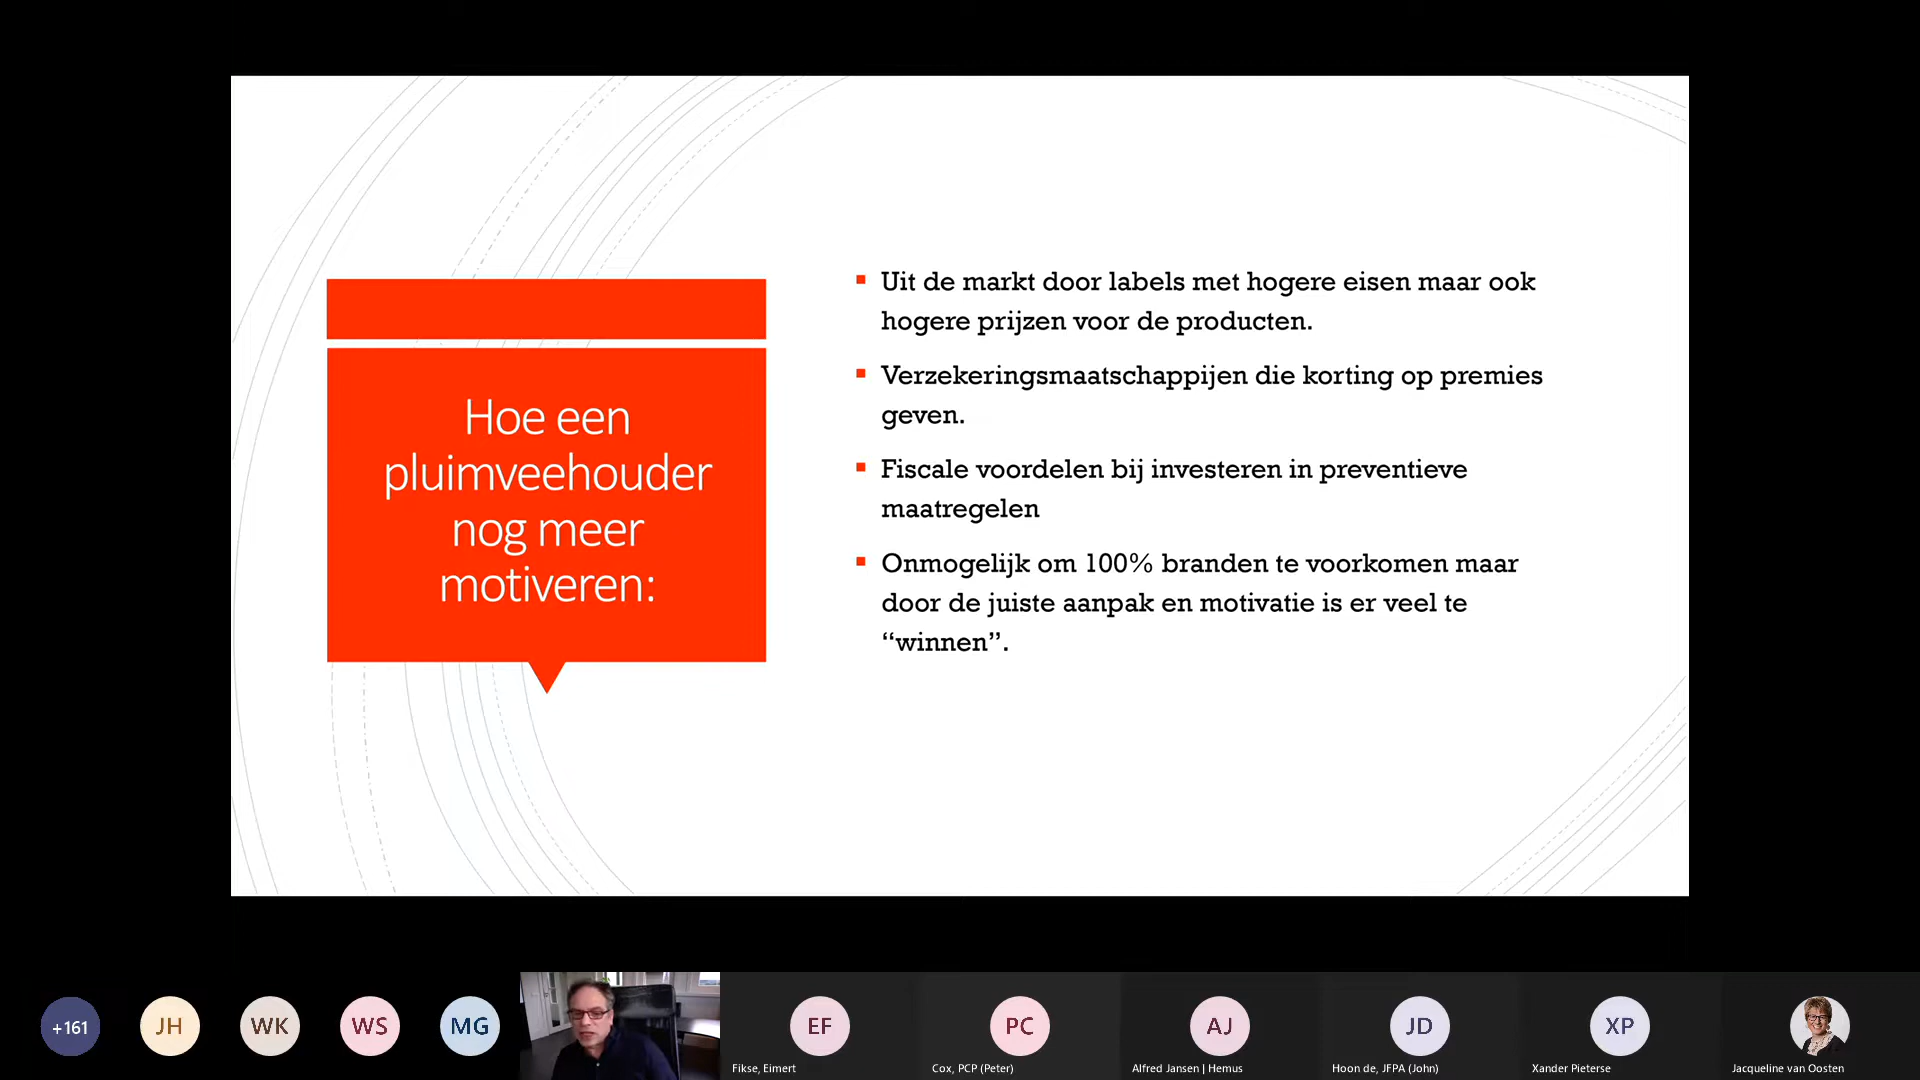 Hoe een
pluimveehouder
nog meer
motiveren:
Uit de markt door labels met hogere eisen maar ook
hogere prijzen voor de producten.
Verzekeringsmaatschappijen die korting op premies
geven.
Fiscale voordelen bij investeren in preventieve
maatregelen
Onmogelijk om 100% branden te voorkomen maar
door de juiste aanpak en motivatie is er veel te
“winnen”.
+161
JH
WK
WS
MG
EF
PC
AJ
JD
XP
Fikse, Eimert
Cox, PCP (Peter)
Alfred Jansen | Hemus
Hoon de, JFPA (John)
Xander Pieterse
Jacqueline van Oosten